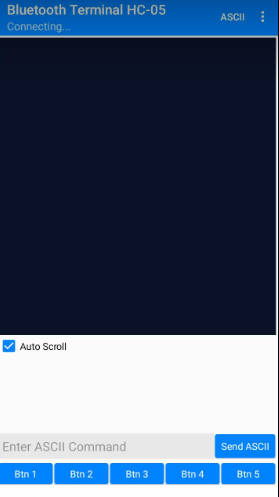 Bluetooth Terminal HC-05
Connecting...
ASCII
Auto Scroll
Enter ASCII Command
Send ASCII
Btn 1 Btn 2 Btn 3 Btn 4 Btn 5